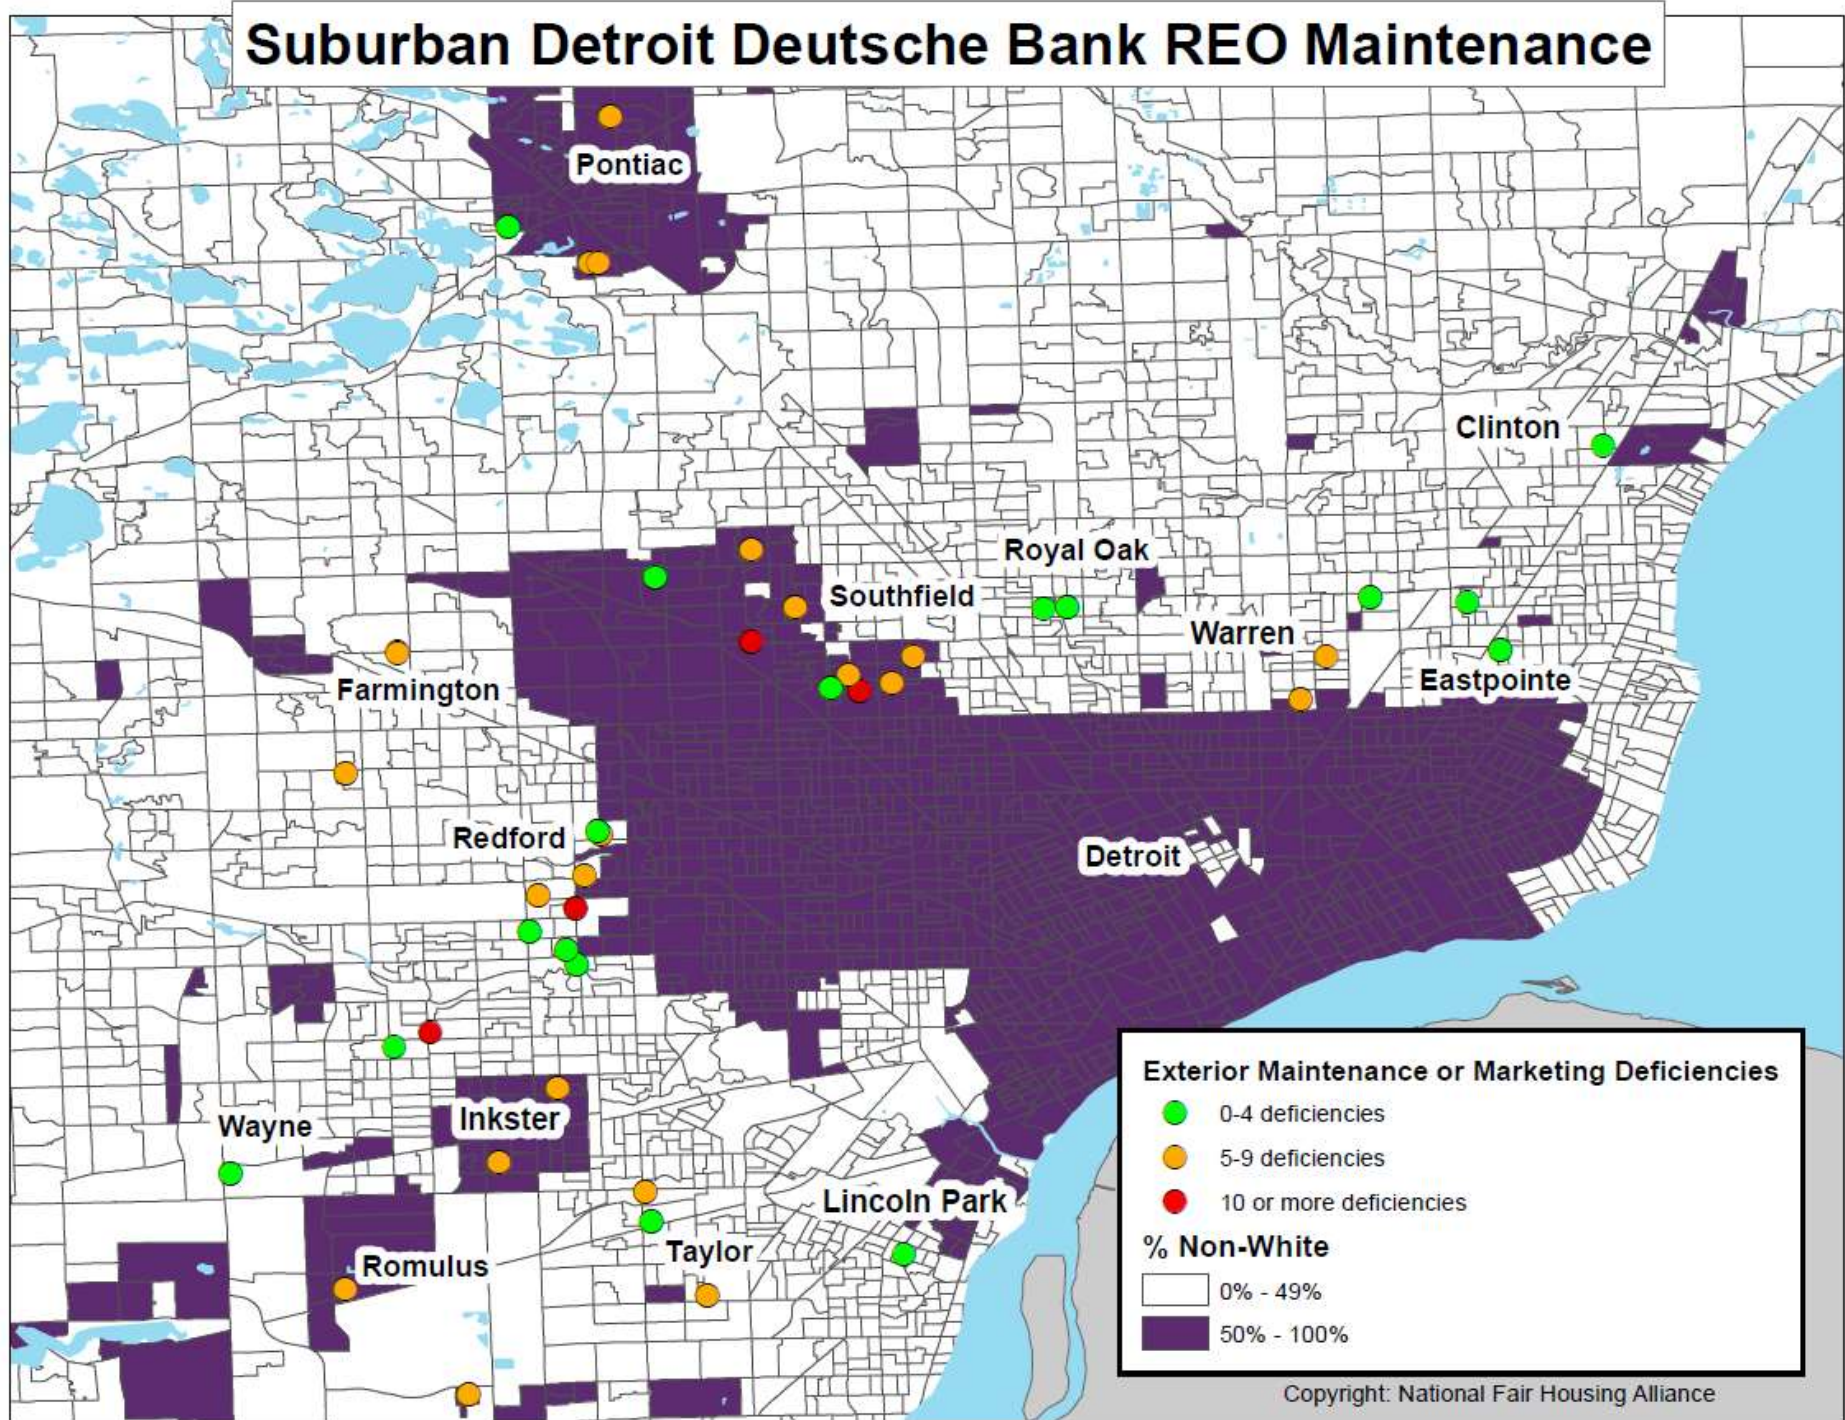 Suburban Detroit Deutsche Bank REO Maintenance
Pontiac
Clinton
Royal Oak
Southfield
Warren
Farmington
Eastpointe
Redford
Detroit
Wayne
Inkster
Lincoln Park
Taylor
Romulus
Exterior Maintenance or Marketing Deficiencies
0-4 deficiencies
5-9 deficiencies
10 or more deficiencies
% Non-White
0% - 49%
50% - 100%
Copyright: National Fair Housing Alliance